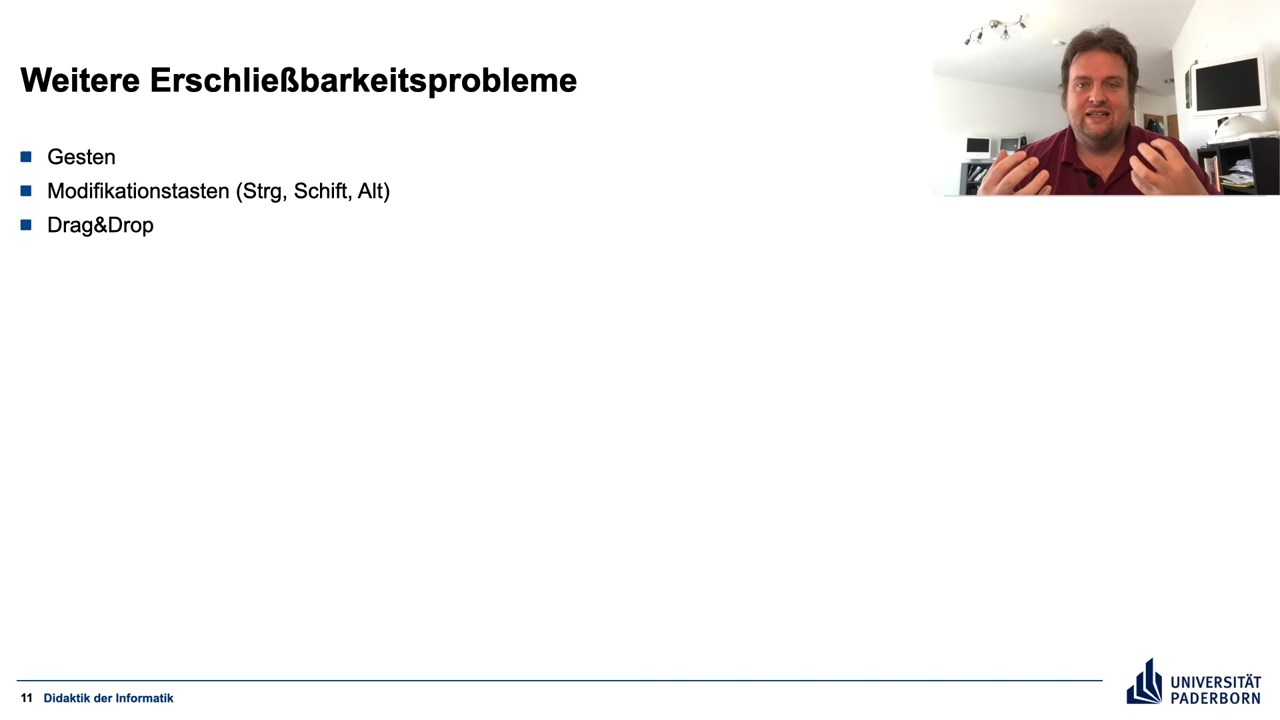 Weitere Erschließbarkeitsprobleme
Gesten
Modifikationstasten (Strg, Schift, Alt)
Drag&Drop
11 Didaktik der Informatik
UNIVERSITÄT
PADERBORN